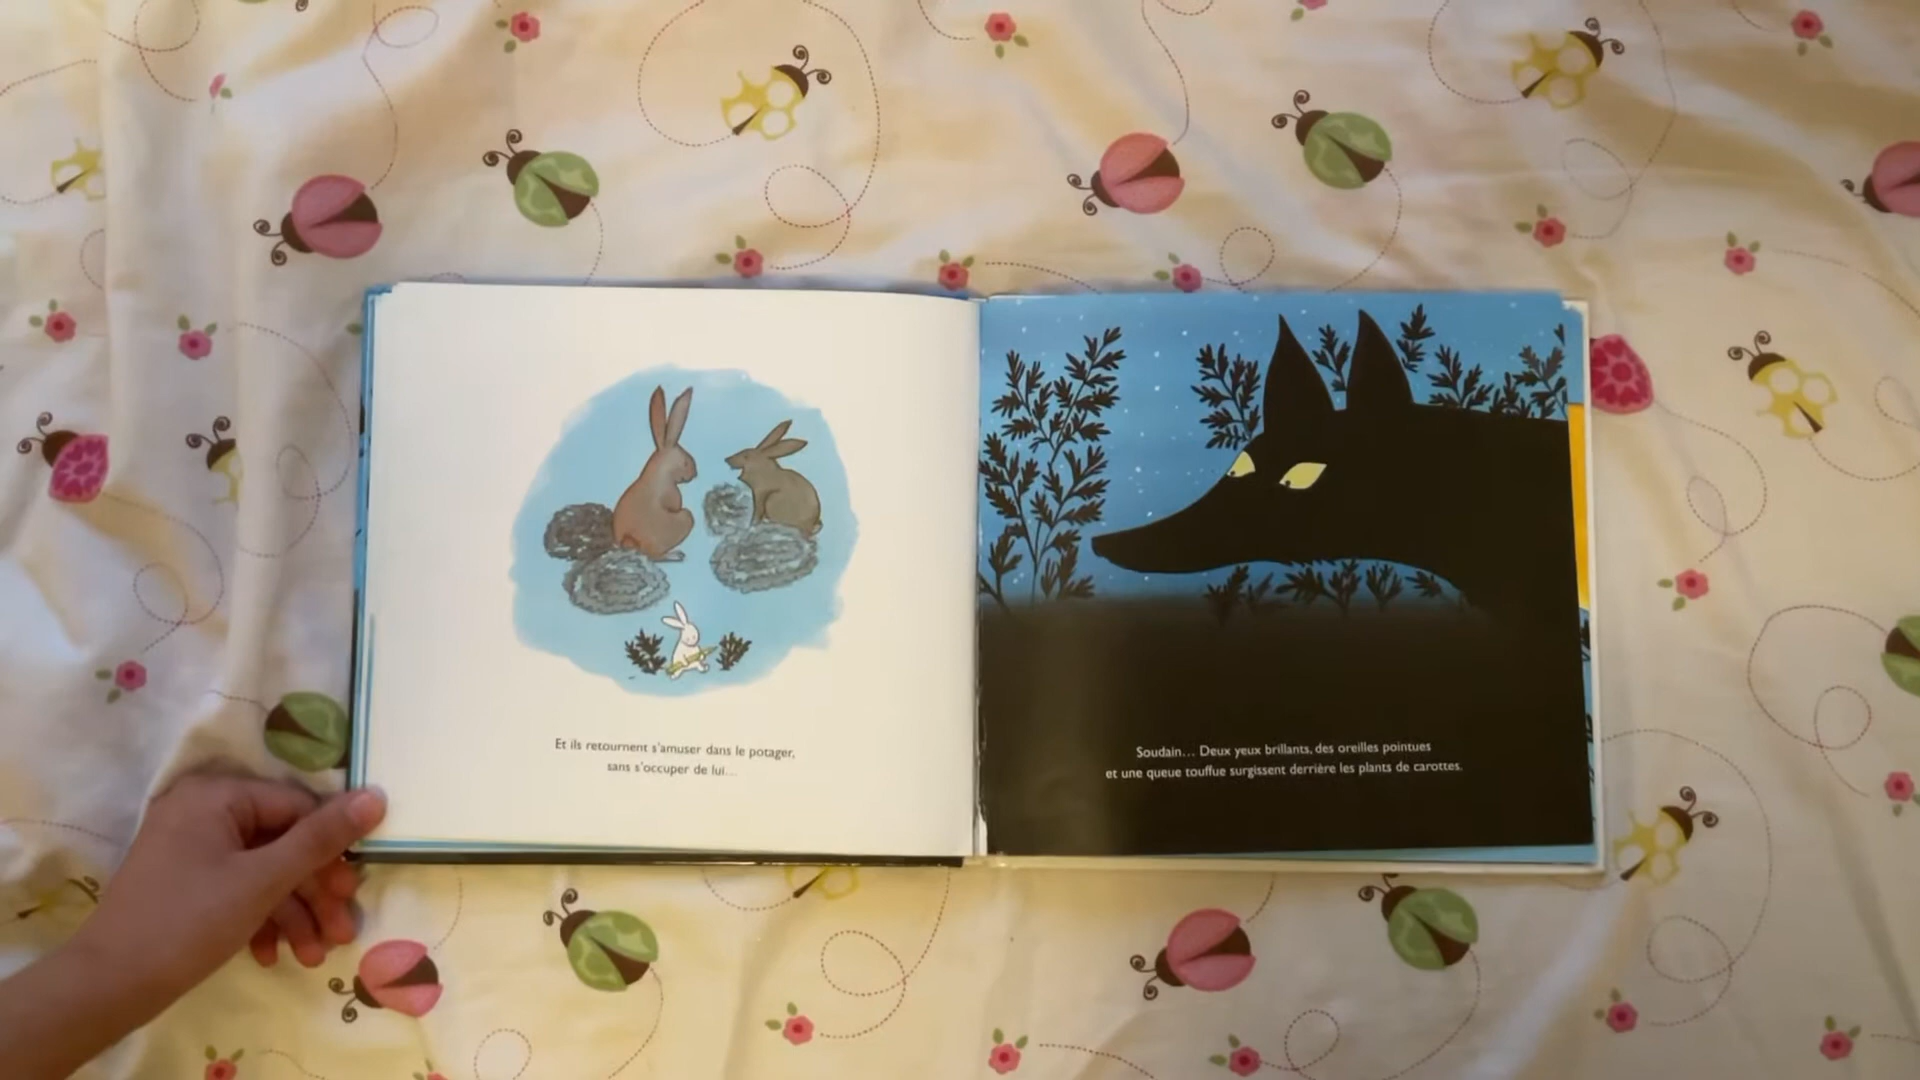 Et ils retournent s'amuser dans le potager,
sans s'occuper de lui...
Soudain... Deux yeux brillants, des oreilles pointues
et une queue touffue surgissent derrière les plants de carottes.